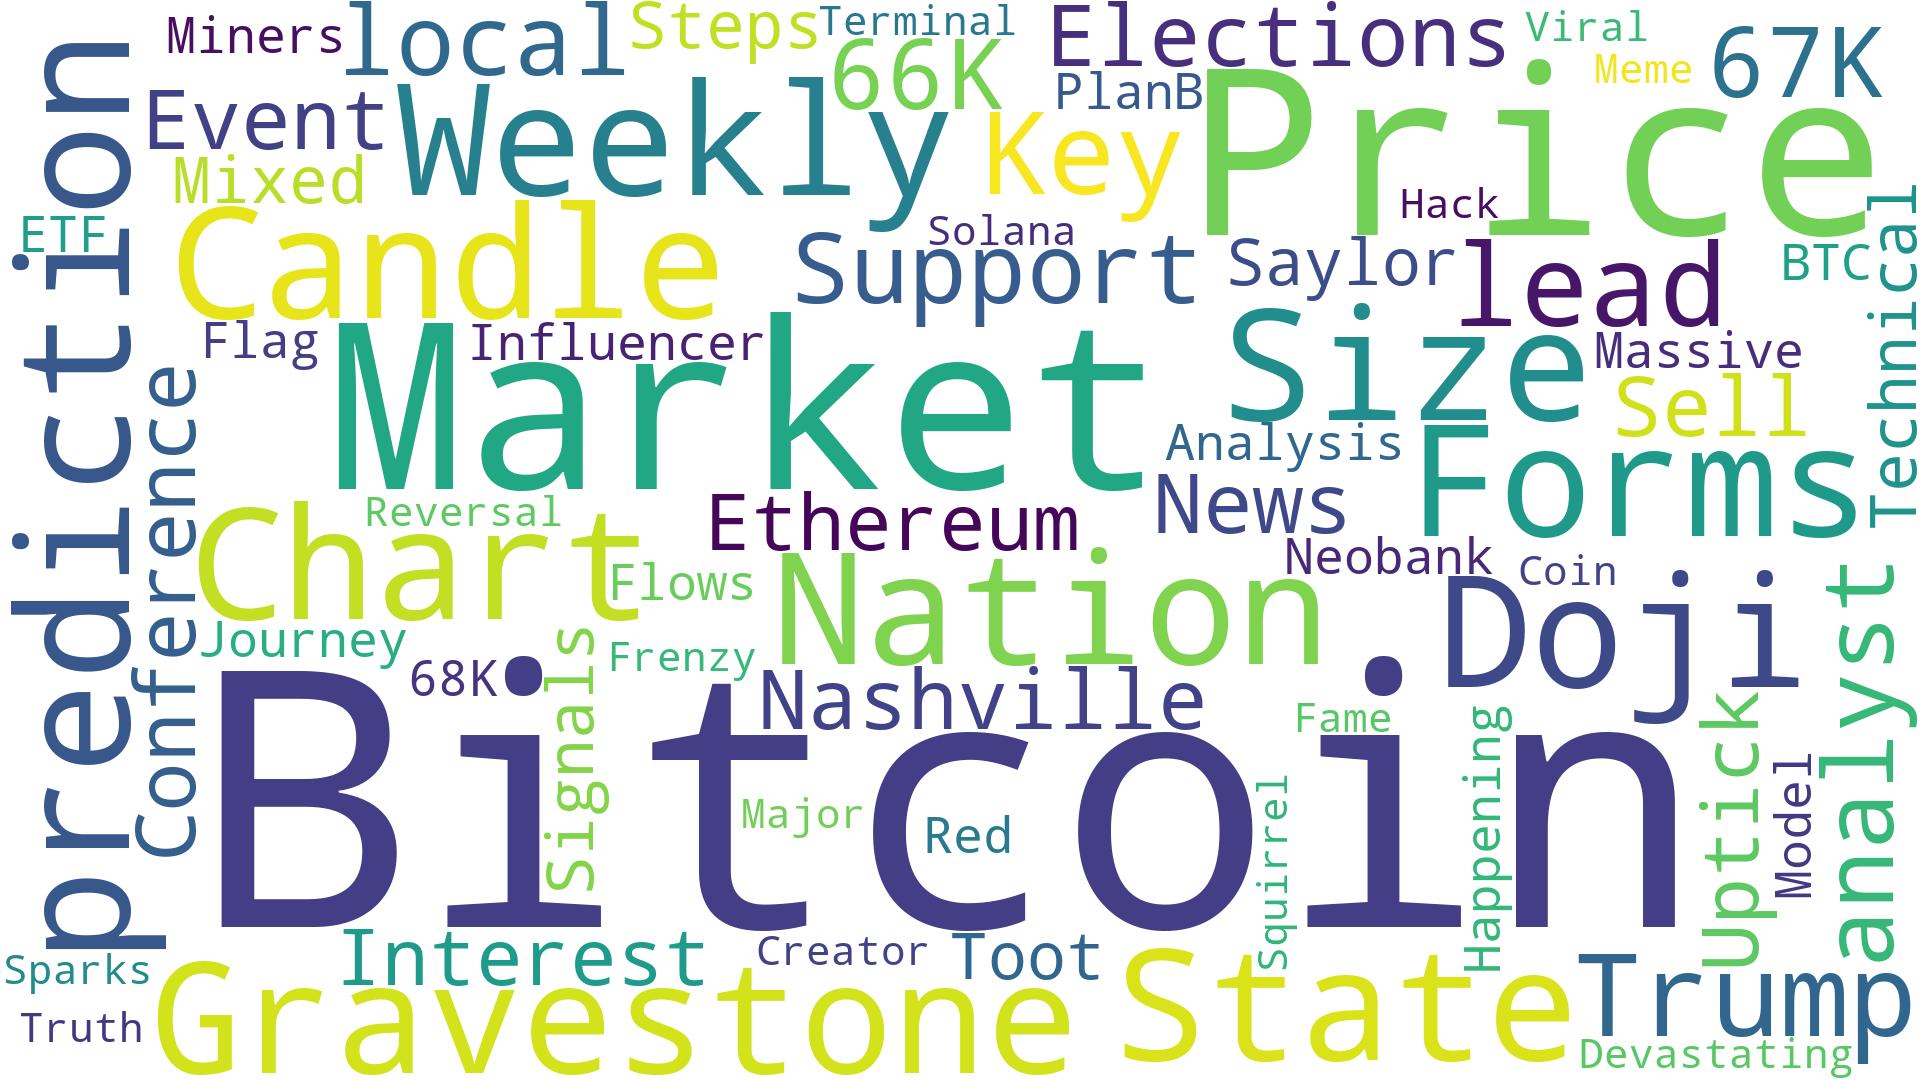 Miners
local
Steps
Terminal
Elections
Viral
66K
Meme
67K
PlanB
Event
Weekly
Key
Price
Mixed
Hack
ETF
Candle
Solana
Support
Saylor
lead
BTC
Technical
prediction
Flag
Influencer
Market
Size
Massive
Sell
Conference
Analysis
Forms
Reversal
Chart
Ethereum
News
Neobank
Coin
Flows
Nation
Doji
analyst
Journey
Frenzy
68K
Signals
Nashville
Fame
Bitcoin
Major
Red
Squirrel
Happening
Uptick
Model
Interest
Creator
Toot
Sparks
Gravestone
State
Trump
Truth
Devastating